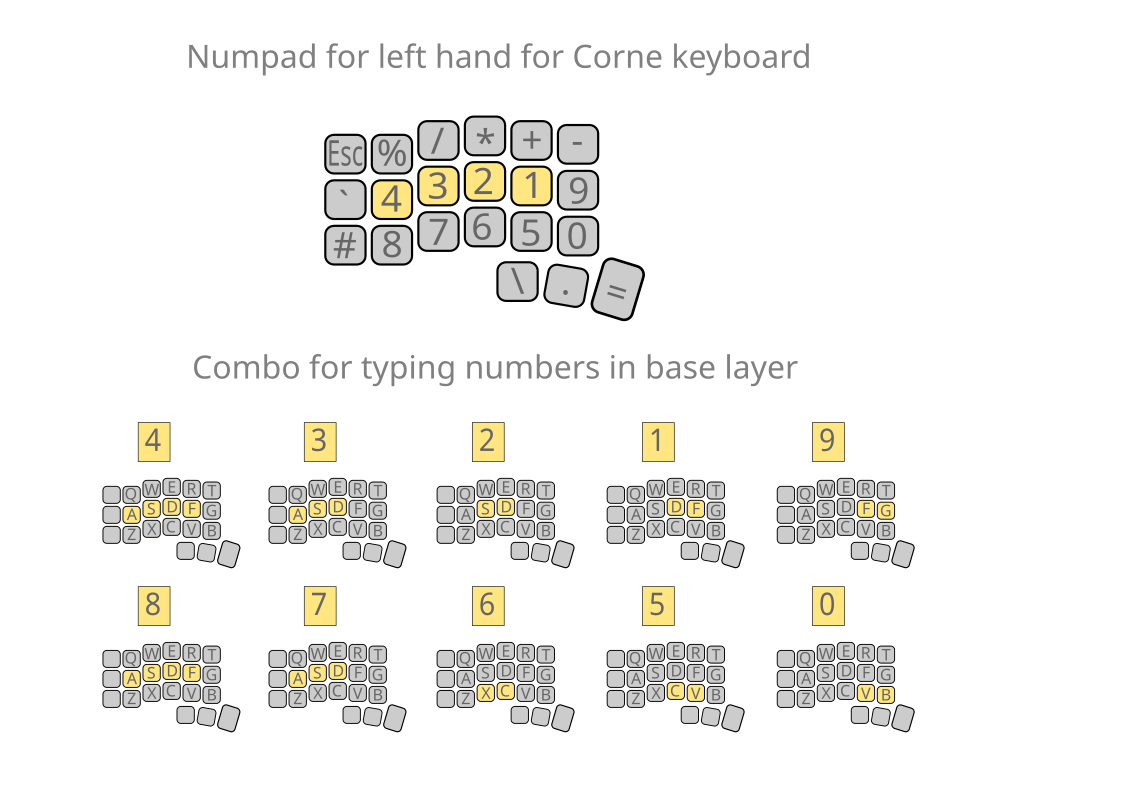 Numpad for left hand for Corne keyboard
Esc % / * + -
` 4 3 2 1 9
# 8 7 6 5 0
\ . =
Combo for typing numbers in base layer
4 3 2 1 9
Q W E R T Q W E R T Q W E R T Q W E R T Q W E R T
A S D F G A S D F G A S D F G A S D F G A S D F G
Z X C V B Z X C V B Z X C V B Z X C V B Z X C V B
8 7 6 5 0
Q W E R T Q W E R T Q W E R T Q W E R T Q W E R T
A S D F G A S D F G A S D F G A S D F G A S D F G
Z X C V B Z X C V B Z X C V B Z X C V B Z X C V B